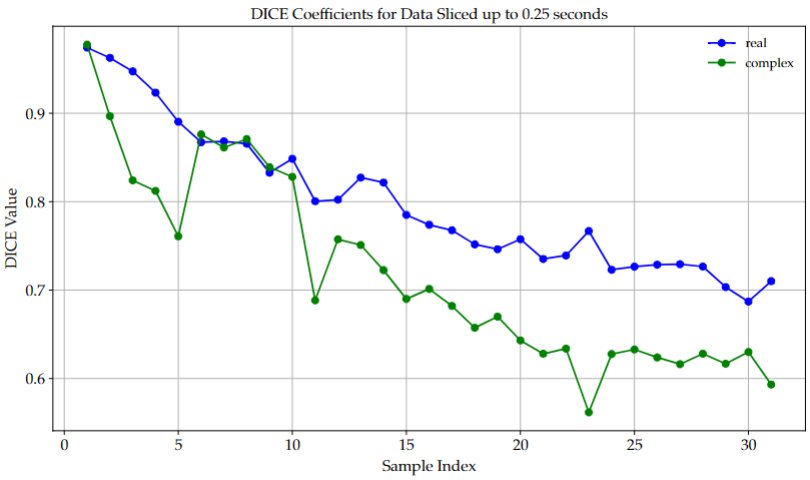 DICE Coefficients for Data Sliced up to 0.25 seconds
real
complex
DICE Value
0.9
0.8
0.7
0.6
0 5 10 15 20 25 30
Sample Index